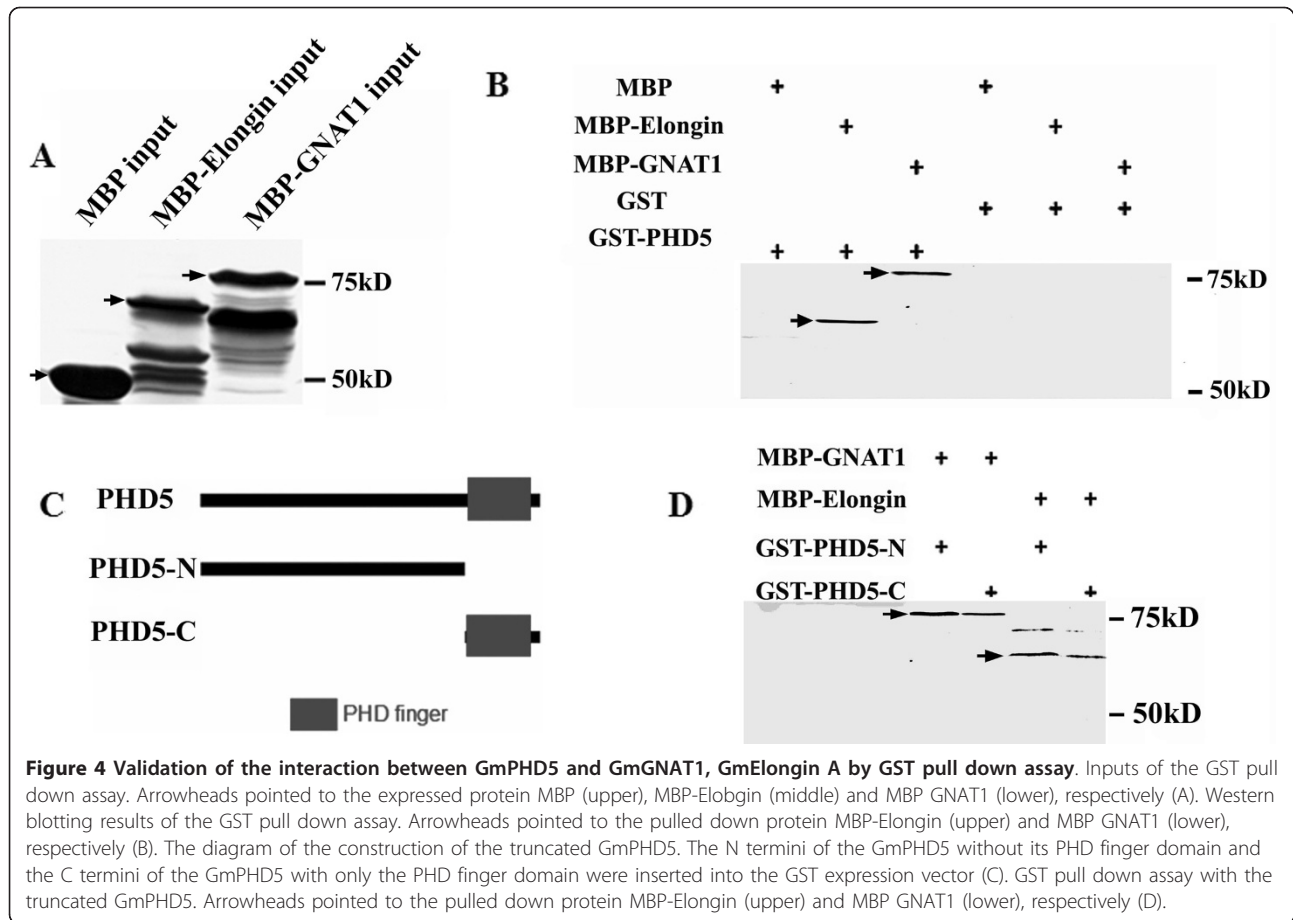 A
MBP input
MBP-Elongin input
MBP-GNAT1 input
75kD
50kD
B
MBP + +
MBP-Elongin + +
MBP-GNAT1 + +
GST + + +
GST-PHD5 + + +
75kD
50kD
C
PHD5
PHD5-N
PHD5-C
PHD finger
D
MBP-GNAT1 + +
MBP-Elongin + +
GST-PHD5-N + +
GST-PHD5-C + +
75kD
50kD
Figure 4 Validation of the interaction between GmPHD5 and GmGNAT1, GmElongin A by GST pull down assay. Inputs of the GST pull
down assay. Arrowheads pointed to the expressed protein MBP (upper), MBP-Elobgin (middle) and MBP GNAT1 (lower), respectively (A). Western
blotting results of the GST pull down assay. Arrowheads pointed to the pulled down protein MBP-Elongin (upper) and MBP GNAT1 (lower),
respectively (B). The diagram of the construction of the truncated GmPHD5. The N termini of the GmPHD5 without its PHD finger domain and
the C termini of the GmPHD5 with only the PHD finger domain were inserted into the GST expression vector (C). GST pull down assay with the
truncated GmPHD5. Arrowheads pointed to the pulled down protein MBP-Elongin (upper) and MBP GNAT1 (lower), respectively (D).